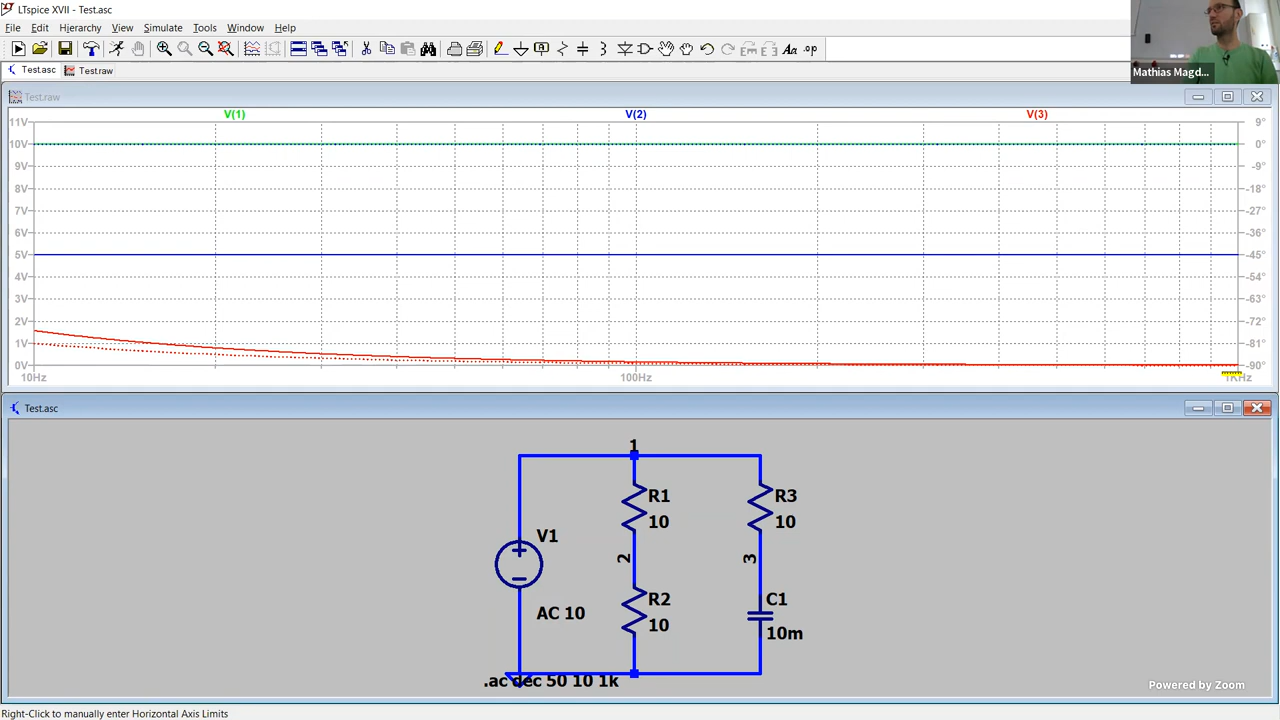 LTspice XVII - Test.asc
File Edit Hierarchy View Simulate Tools Window Help
.op
Aa
Mathias Magd...
Test.asc Test.raw
Test.raw
V(1) V(2) V(3)
11V 9°
10V 0°
9V -9°
8V -18°
7V -27°
6V -36°
5V -45°
4V -54°
3V -63°
2V -72°
1V -81°
0V -90°
10Hz 100Hz 1KHz
Test.asc
1
R1 R3
10 10
V1
2 3
R2 C1
AC 10
10 10m
.ac dec 50 10 1k
Powered by Zoom
Right-Click to manually enter Horizontal Axis Limits